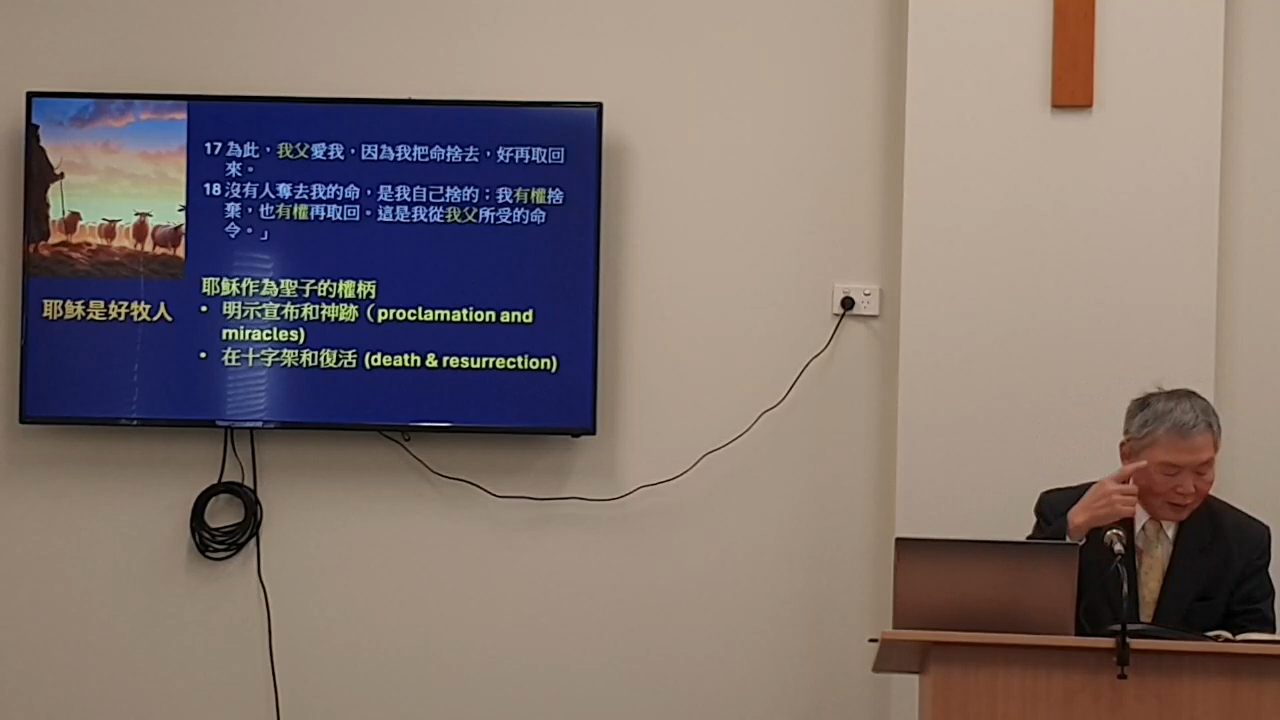 17 為此，我父愛我，因為我把命捨去，好再取回
來。
18 沒有人奪去我的命，是我自己捨的；我有權捨
棄，也有權再取回。這是我從我父所受的命
令。」
耶穌是好牧人
耶穌作為聖子的權柄
• 明示宣布和神跡（proclamation and
miracles)
• 在十字架和復活 (death & resurrection)